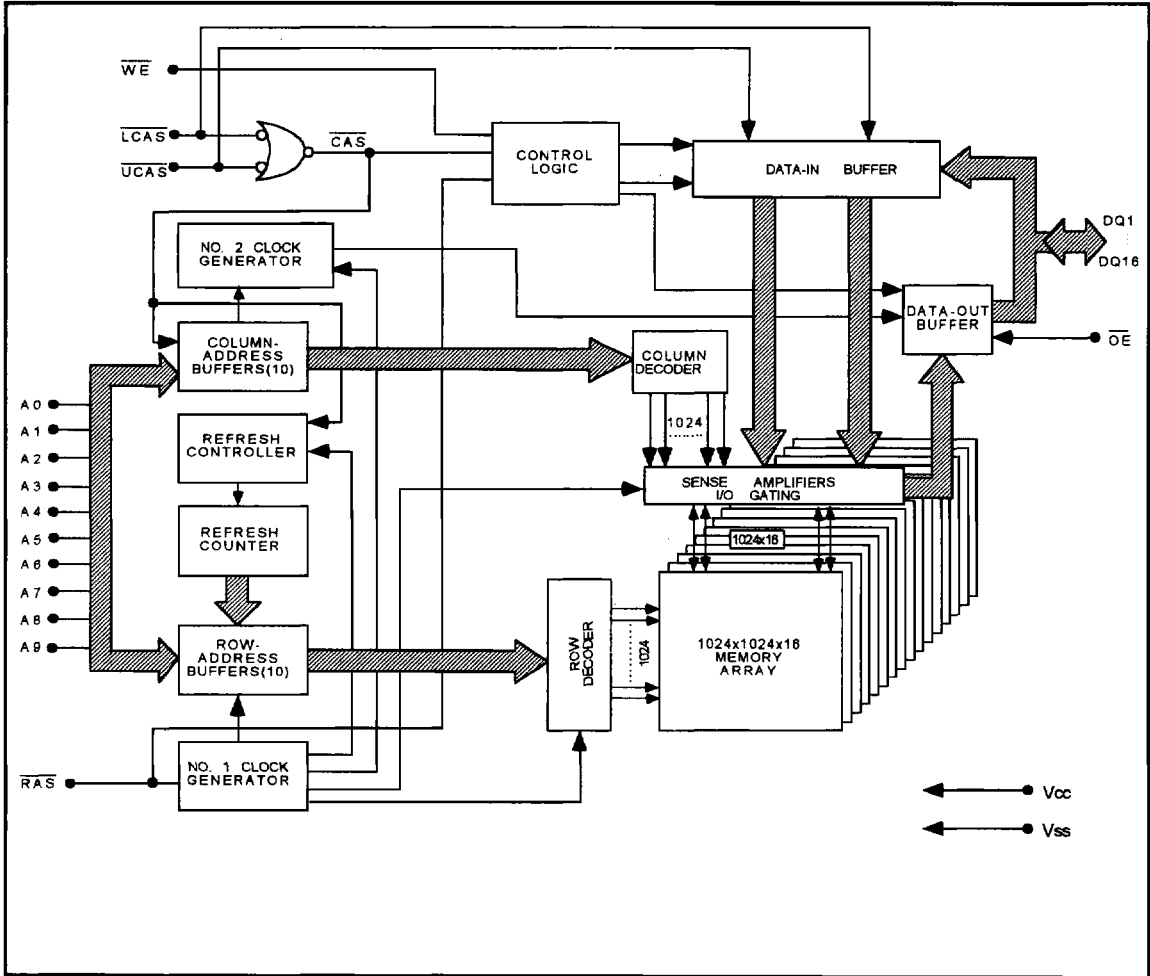 WE
LCAS
UCAS
CAS
CONTROL
LOGIC
DATA-IN BUFFER
DQ1
DQ16
NO. 2 CLOCK
GENERATOR
DATA-OUT
BUFFER
OE
COLUMN-
ADDRESS
BUFFERS(10)
COLUMN
DECODER
1024
A0
A1
A2
A3
A4
A5
A6
A7
A8
A9
REFRESH
CONTROLLER
SENSE AMPLIFIERS
I/O GATING
REFRESH
COUNTER
1024x16
ROW-
ADDRESS
BUFFERS(10)
ROW
DECODER
1024
1024x1024x16
MEMORY
ARRAY
RAS
NO. 1 CLOCK
GENERATOR
Vcc
Vss